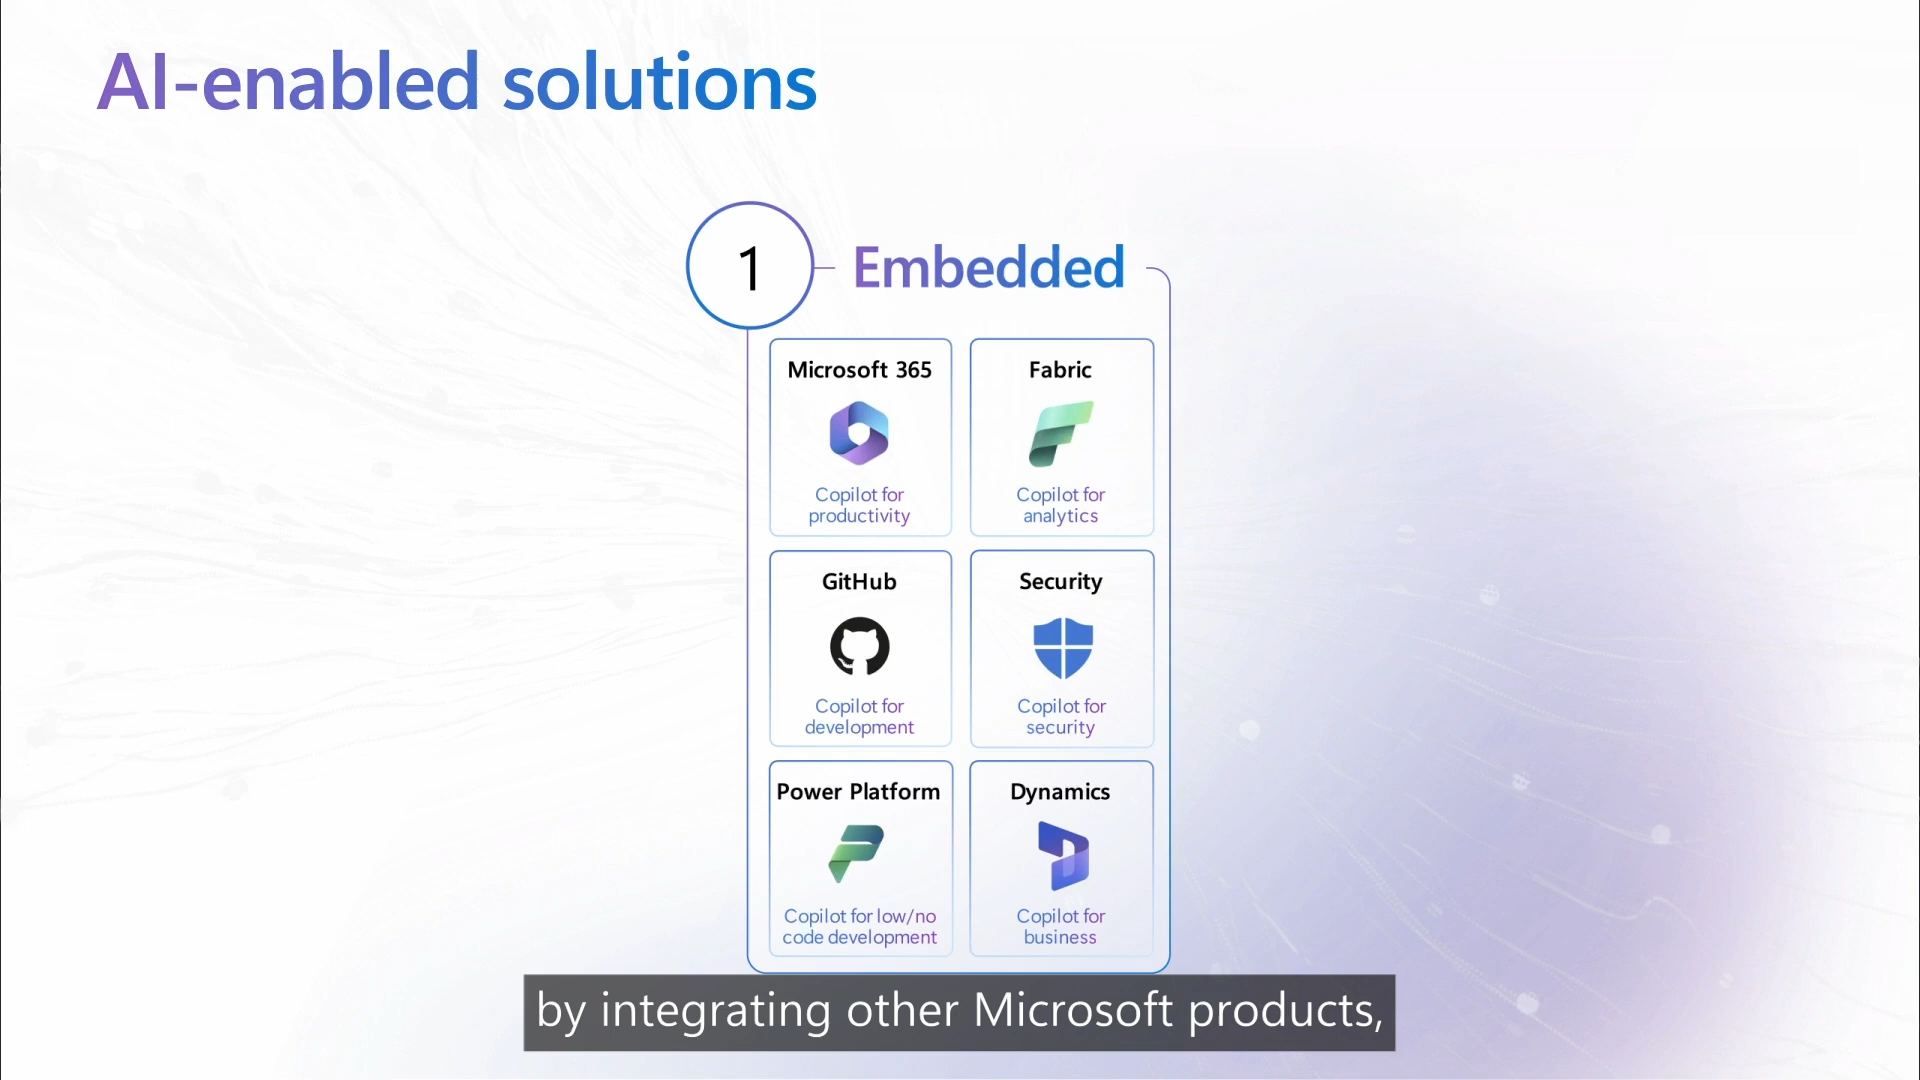 AI-enabled solutions
1
Embedded
Microsoft 365
Copilot for
productivity
Fabric
Copilot for
analytics
GitHub
Copilot for
development
Security
Copilot for
security
Power Platform
Copilot for low/no
code development
Dynamics
Copilot for
business
by integrating other Microsoft products,